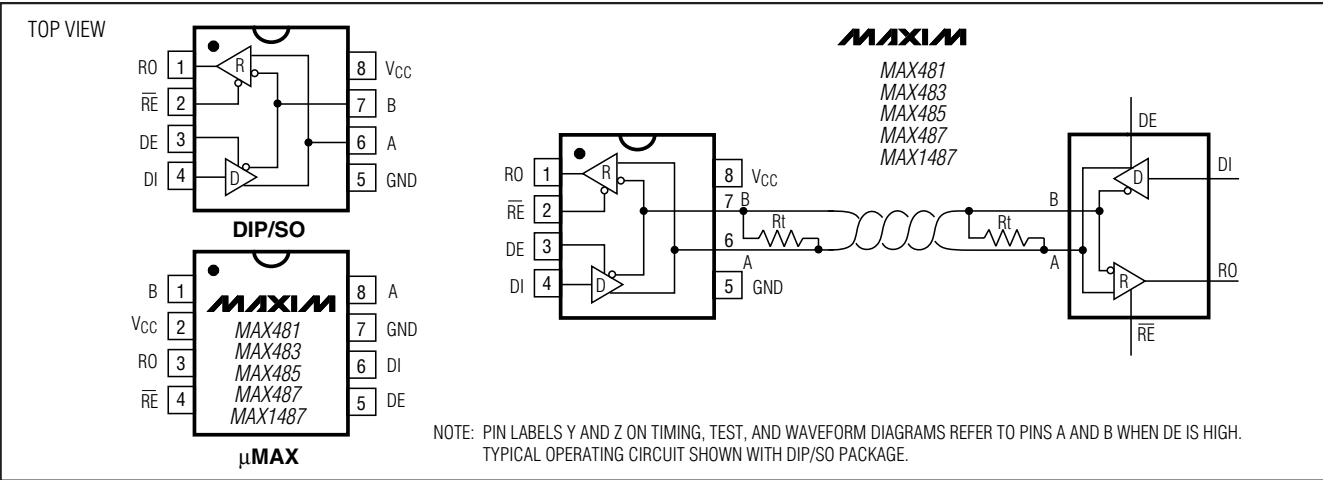 TOP VIEW
RO 1
RE 2
DE 3
DI 4
8 VCC
7 B
6 A
5 GND
R
D
DIP/SO
B 1
VCC 2
RO 3
RE 4
8 A
7 GND
6 DI
5 DE
MAXIM
MAX481
MAX483
MAX485
MAX487
MAX1487
µMAX
MAXIM
MAX481
MAX483
MAX485
MAX487
MAX1487
RO 1
RE 2
DE 3
DI 4
R
D
8 VCC
7 B
6
A
5 GND
Rt
Rt
B
A
DE
D
DI
R
RO
RE
NOTE: PIN LABELS Y AND Z ON TIMING, TEST, AND WAVEFORM DIAGRAMS REFER TO PINS A AND B WHEN DE IS HIGH.
TYPICAL OPERATING CIRCUIT SHOWN WITH DIP/SO PACKAGE.